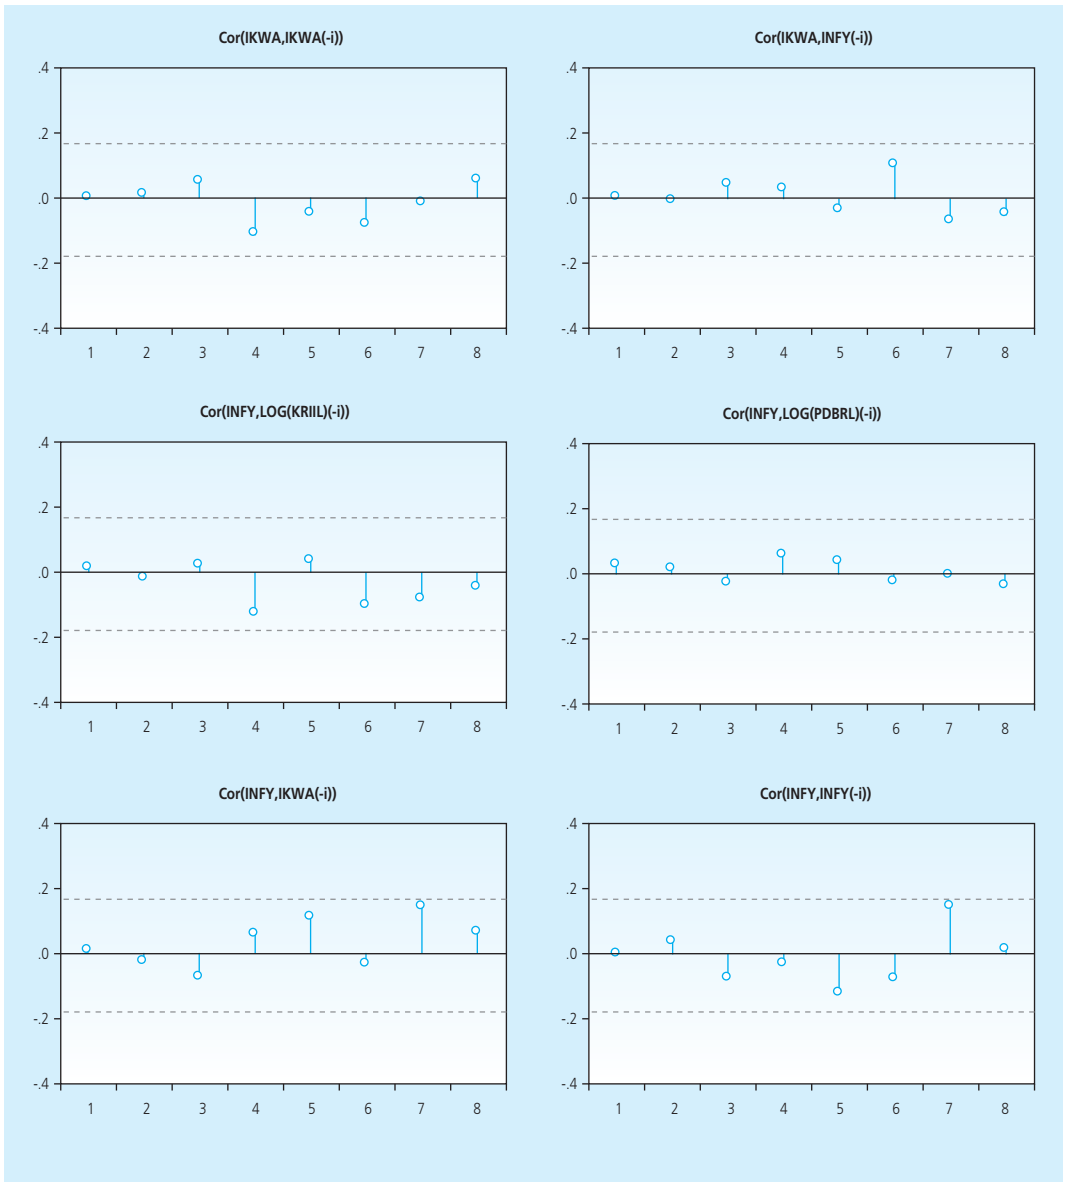 Cor(IKWA,IKWA(-i))
.4
.2
.0
-.2
-.4
1 2 3 4 5 6 7 8
Cor(IKWA,INFY(-i))
.4
.2
.0
-.2
-.4
1 2 3 4 5 6 7 8
Cor(INFY,LOG(KRIIL)(-i))
.4
.2
.0
-.2
-.4
1 2 3 4 5 6 7 8
Cor(INFY,LOG(PDBRL)(-i))
.4
.2
.0
-.2
-.4
1 2 3 4 5 6 7 8
Cor(INFY,IKWA(-i))
.4
.2
.0
-.2
-.4
1 2 3 4 5 6 7 8
Cor(INFY,INFY(-i))
.4
.2
.0
-.2
-.4
1 2 3 4 5 6 7 8